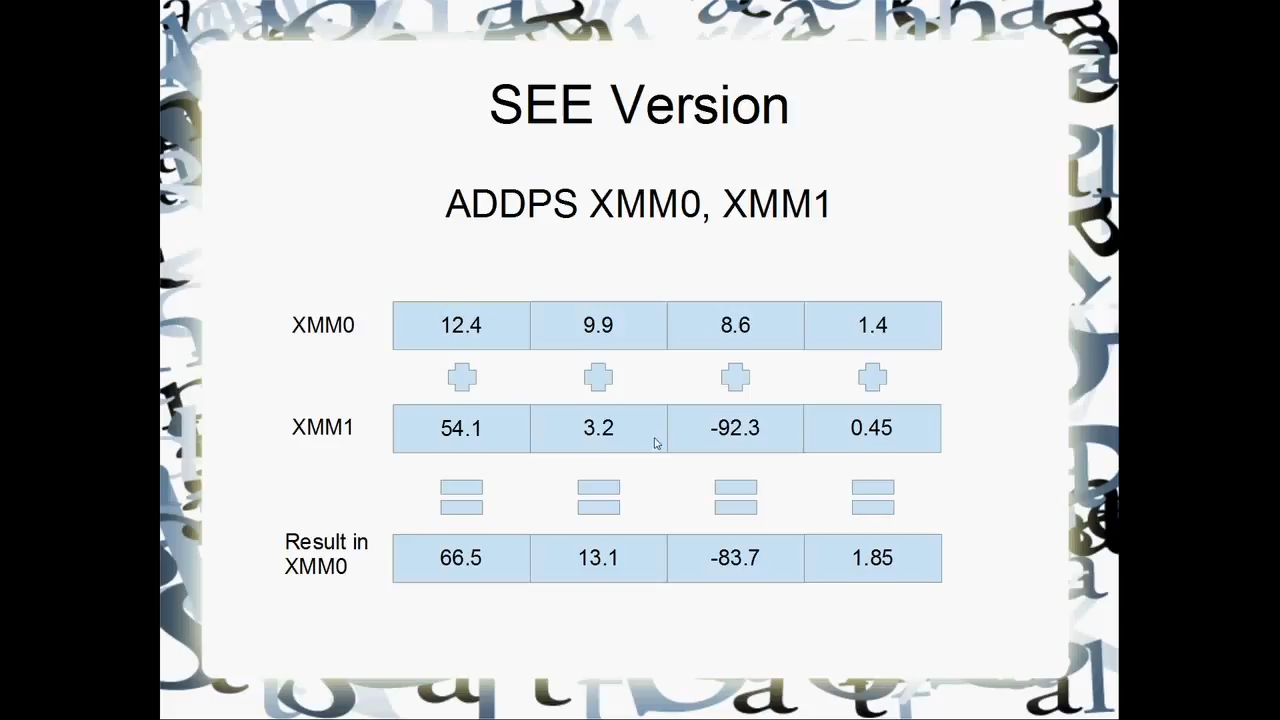 SEE Version
ADDPS XMM0, XMM1
XMM0 12.4 9.9 8.6 1.4
XMM1 54.1 3.2 -92.3 0.45
Result in
XMM0 66.5 13.1 -83.7 1.85